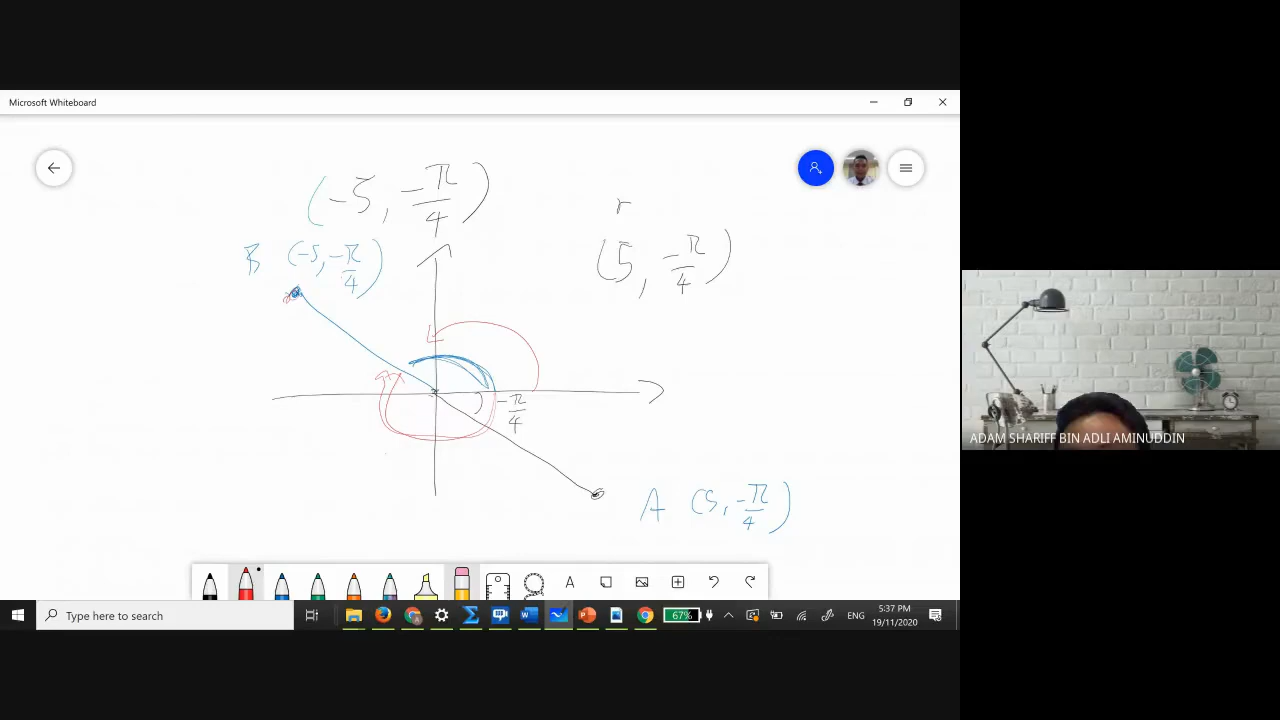 Microsoft Whiteboard
(-5, -π/4)
r
(5, -π/4)
B (-5, -π/4)
-π/4
A (5, -π/4)
ADAM SHARIFF BIN ADLI AMINUDDIN
A
Type here to search
67%
ENG
5:37 PM
19/11/2020